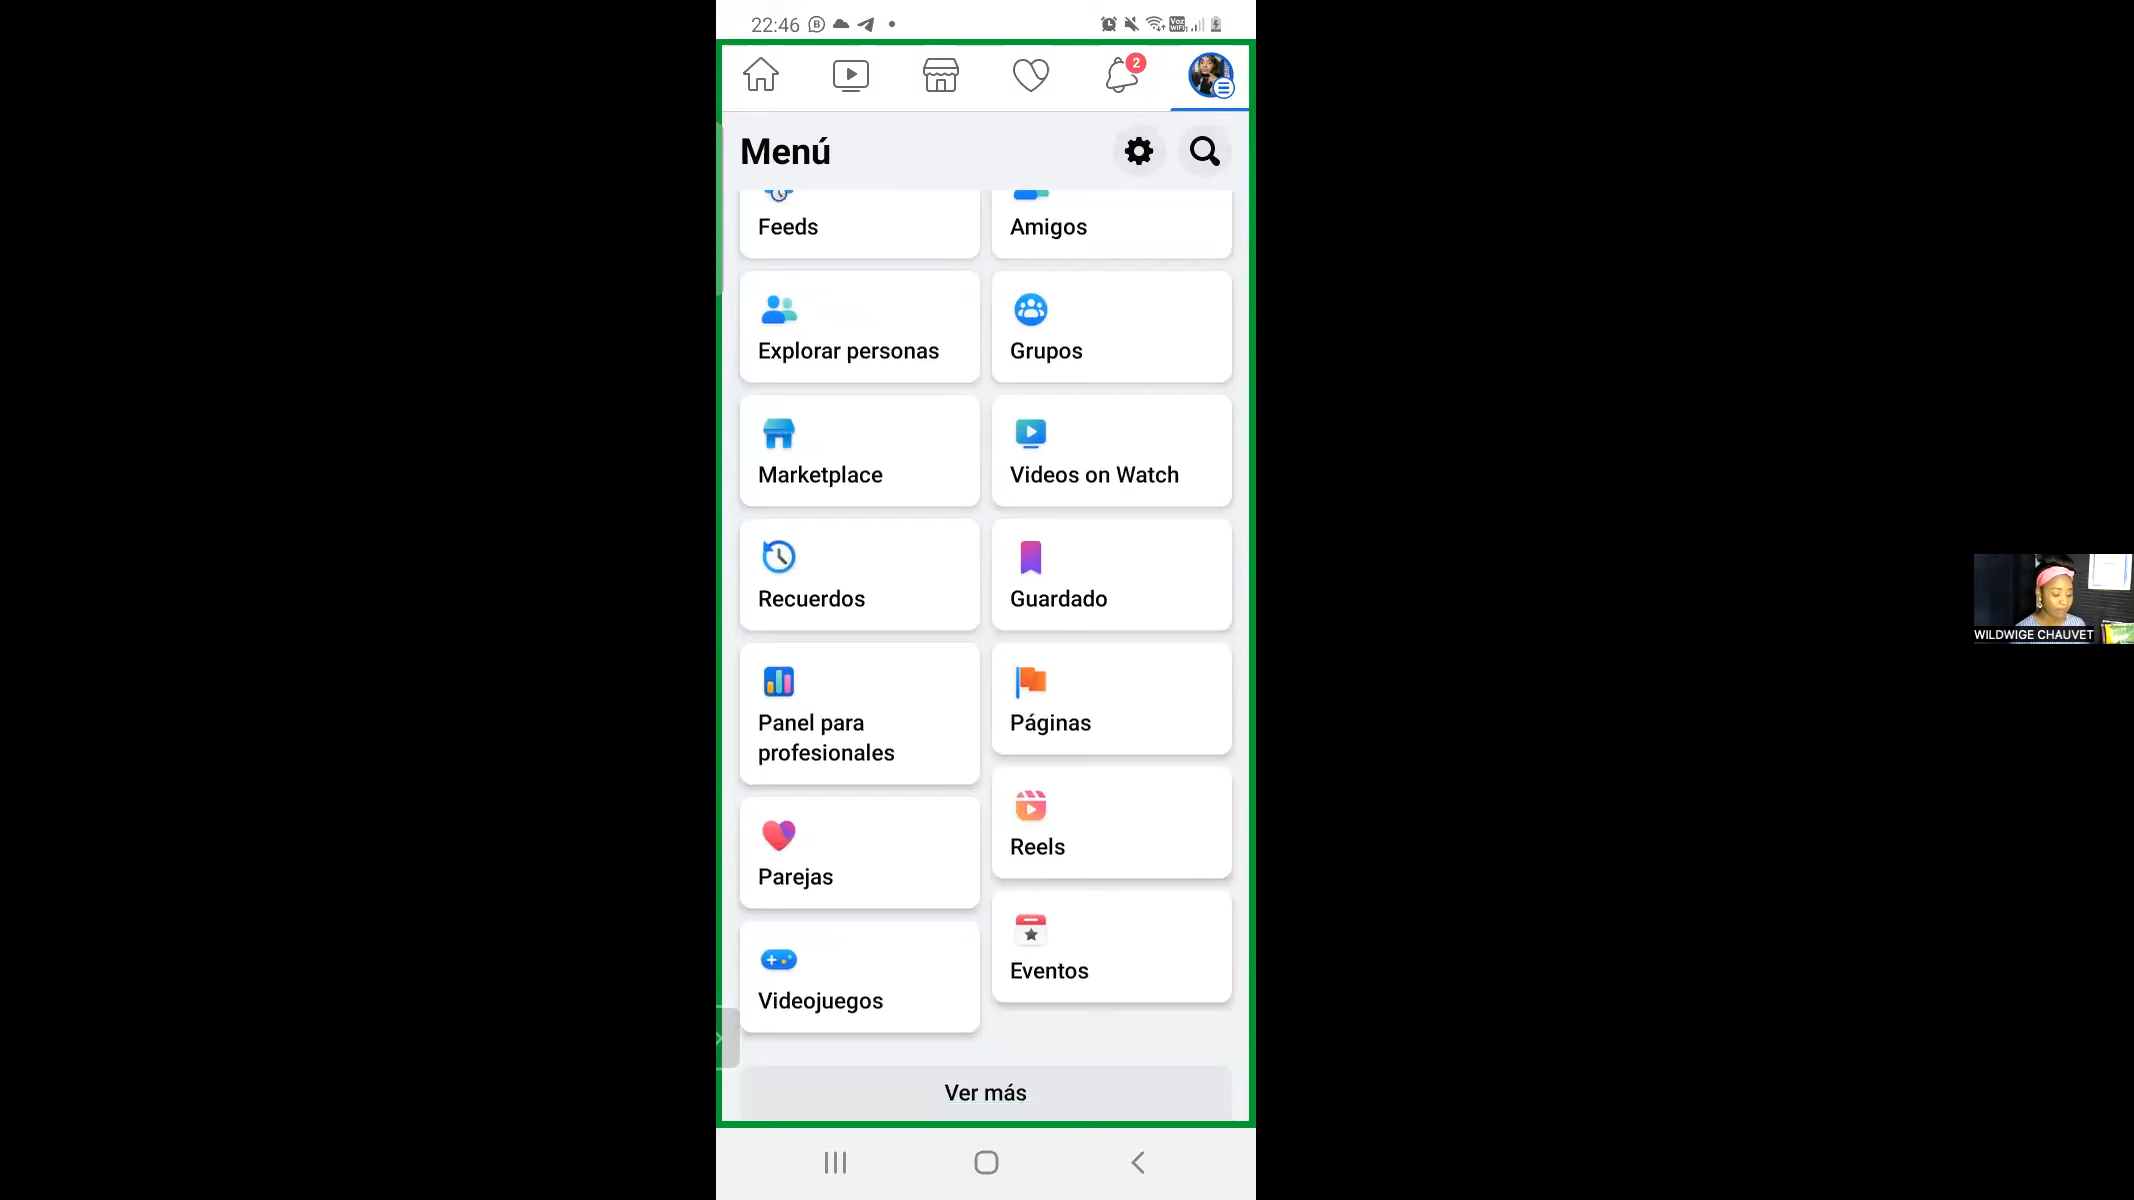 22:46
2
Menú
Feeds
Amigos
Explorar personas
Grupos
Marketplace
Videos on Watch
Recuerdos
Guardado
Panel para
profesionales
Páginas
Reels
Parejas
Eventos
Videojuegos
Ver más
WILDWIGE CHAUVET